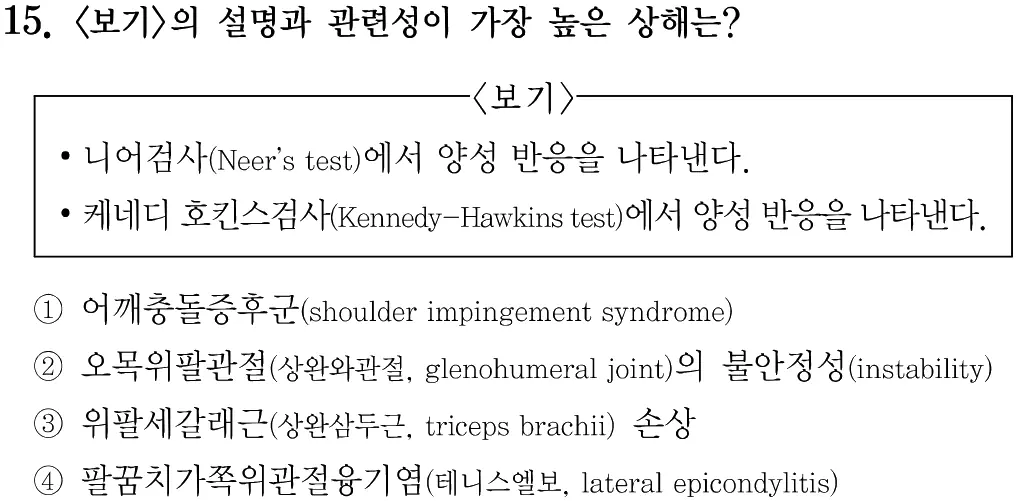 15. 〈보기〉의 설명과 관련성이 가장 높은 상해는?
〈보기〉
• 니어검사(Neer's test)에서 양성 반응을 나타낸다.
• 케네디 호킨스검사(Kennedy-Hawkins test)에서 양성 반응을 나타낸다.
① 어깨충돌증후군(shoulder impingement syndrome)
② 오목위팔관절(상완와관절, glenohumeral joint)의 불안정성(instability)
③ 위팔세갈래근(상완삼두근, triceps brachii) 손상
④ 팔꿈치가쪽위관절융기염(테니스엘보, lateral epicondylitis)